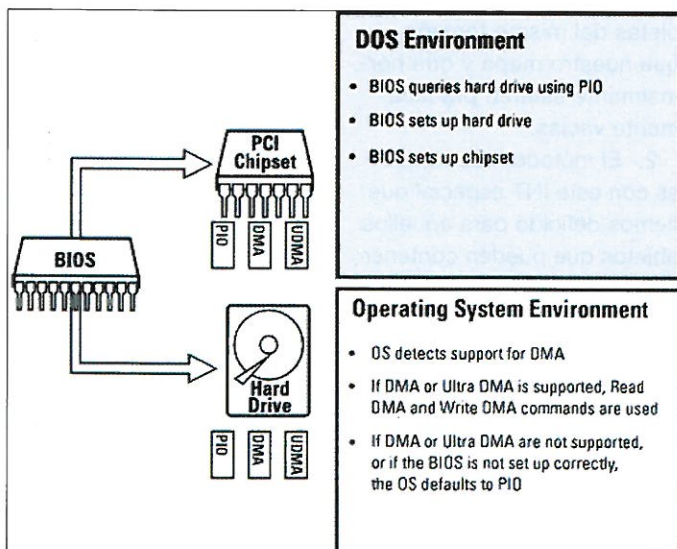 PCI
Chipset
PIO
DMA
UDMA
BIOS
Hard
Drive
PIO
DMA
UDMA
DOS Environment
• BIOS queries hard drive using PIO
• BIOS sets up hard drive
• BIOS sets up chipset
Operating System Environment
• OS detects support for DMA
• If DMA or Ultra DMA is supported, Read
DMA and Write DMA commands are used
• If DMA or Ultra DMA are not supported,
or if the BIOS is not set up correctly,
the OS defaults to PIO